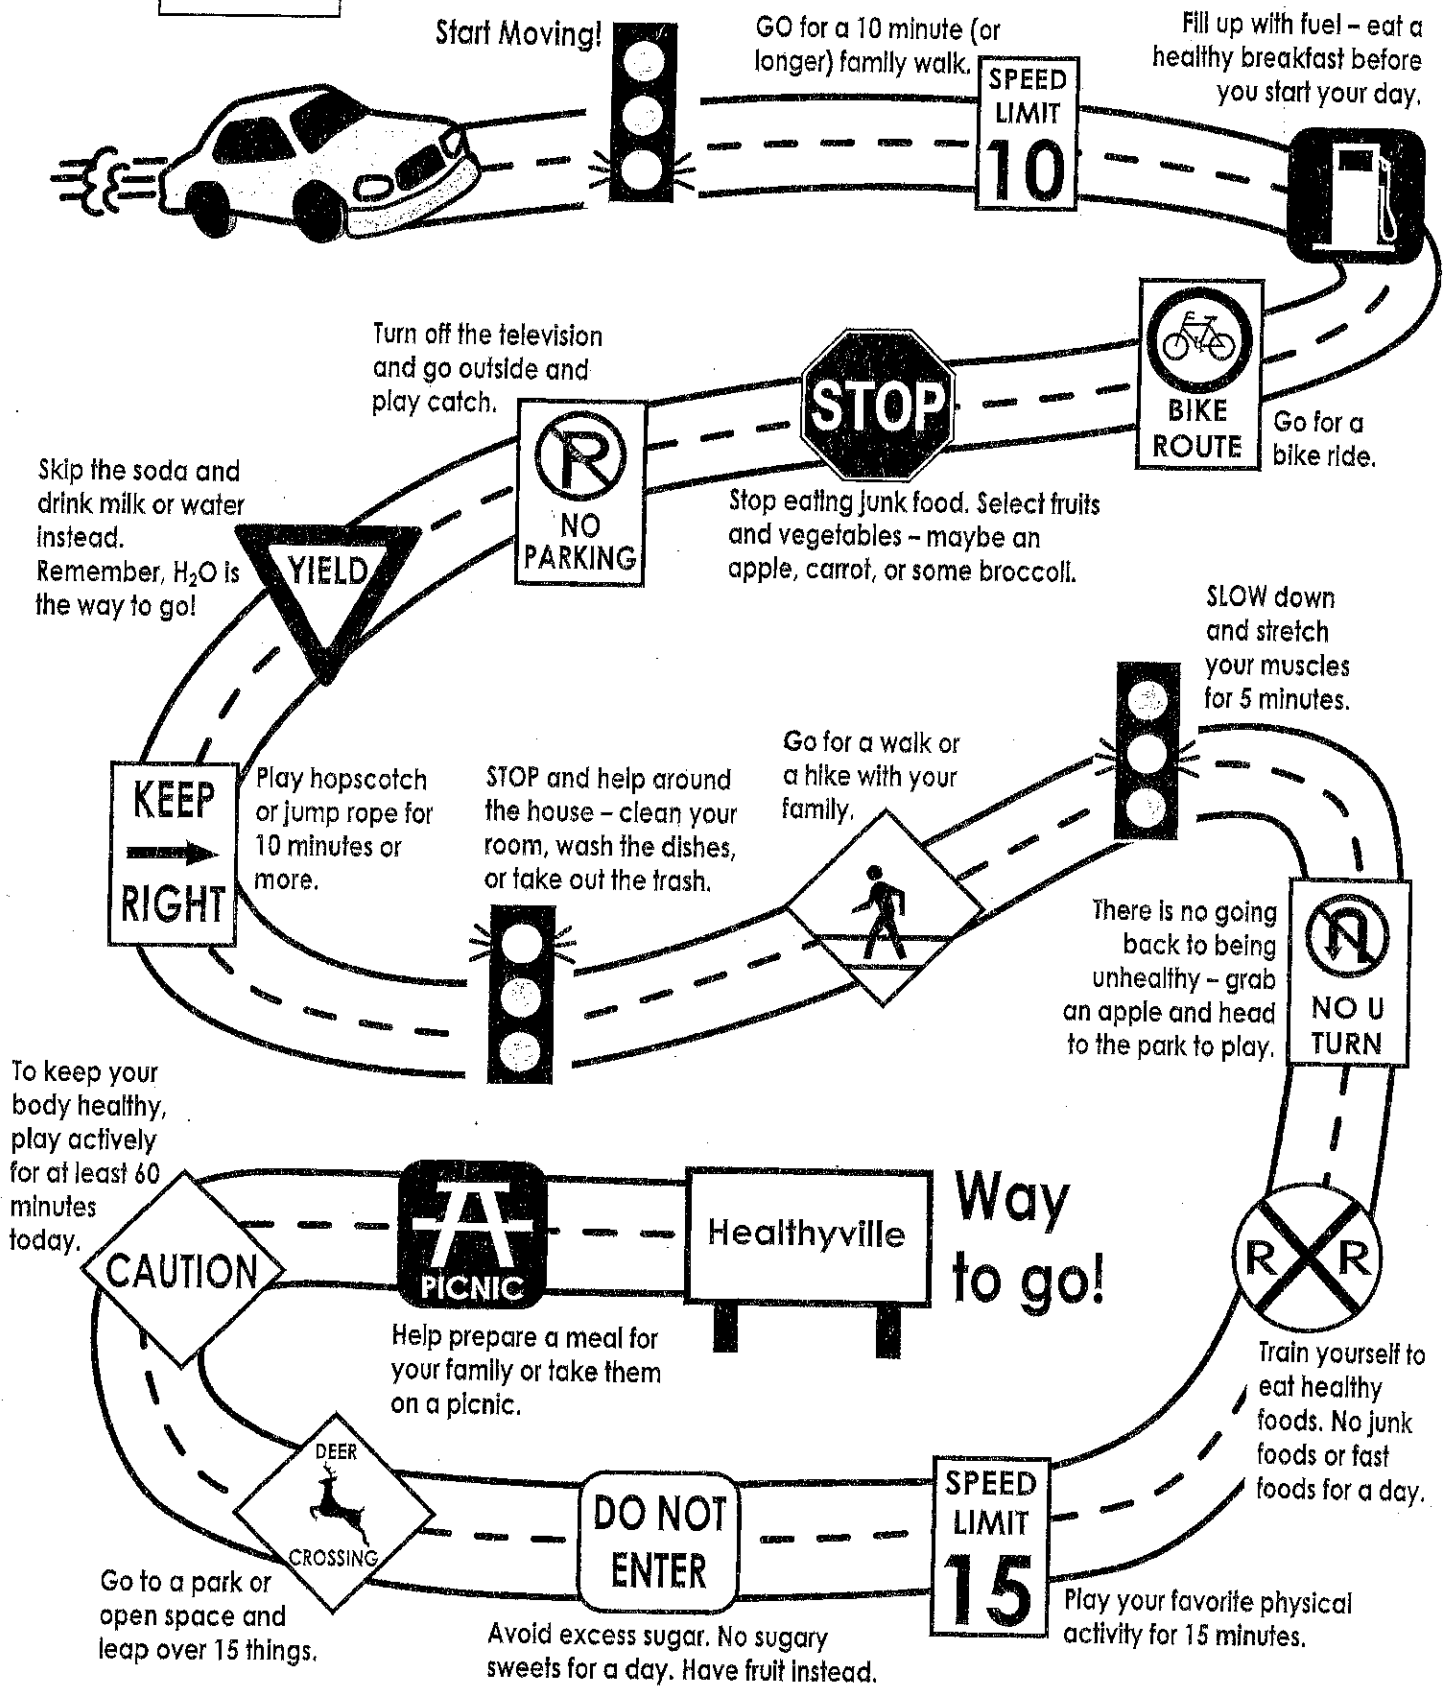 Start Moving!
GO for a 10 minute (or
longer) family walk.
SPEED
LIMIT
10
Fill up with fuel – eat a
healthy breakfast before
you start your day.
BIKE
ROUTE
Go for a
bike ride.
STOP
Stop eating junk food. Select fruits
and vegetables – maybe an
apple, carrot, or some broccoli.
Turn off the television
and go outside and
play catch.
P
NO
PARKING
Skip the soda and
drink milk or water
instead.
Remember, H₂O is
the way to go!
YIELD
KEEP
RIGHT
Play hopscotch
or jump rope for
10 minutes or
more.
STOP and help around
the house – clean your
room, wash the dishes,
or take out the trash.
Go for a walk or
a hike with your
family.
SLOW down
and stretch
your muscles
for 5 minutes.
There is no going
back to being
unhealthy – grab
an apple and head
to the park to play.
NO U
TURN
R R
Train yourself to
eat healthy
foods. No junk
foods or fast
foods for a day.
SPEED
LIMIT
15
Play your favorite physical
activity for 15 minutes.
DO NOT
ENTER
Avoid excess sugar. No sugary
sweets for a day. Have fruit instead.
DEER
CROSSING
Go to a park or
open space and
leap over 15 things.
To keep your
body healthy,
play actively
for at least 60
minutes
today.
CAUTION
PICNIC
Help prepare a meal for
your family or take them
on a picnic.
Healthyville
Way
to go!